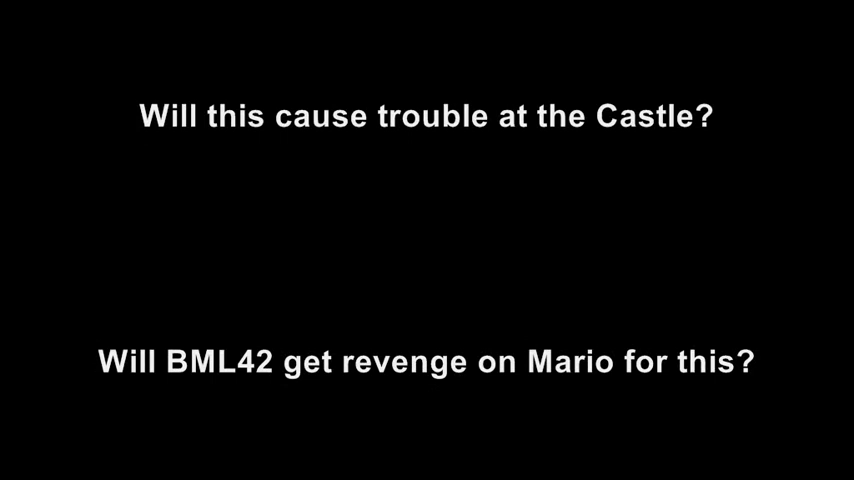 Will this cause trouble at the Castle?
Will BML42 get revenge on Mario for this?